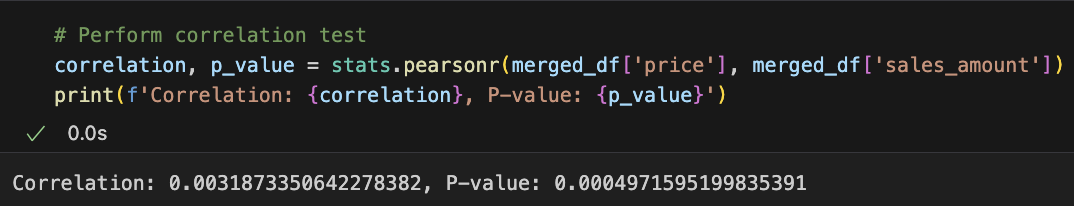 # Perform correlation test
correlation, p_value = stats.pearsonr(merged_df['price'], merged_df['sales_amount'])
print(f'Correlation: {correlation}, P-value: {p_value}')
✓ 0.0s
Correlation: 0.0031873350642278382, P-value: 0.0004971595199835391